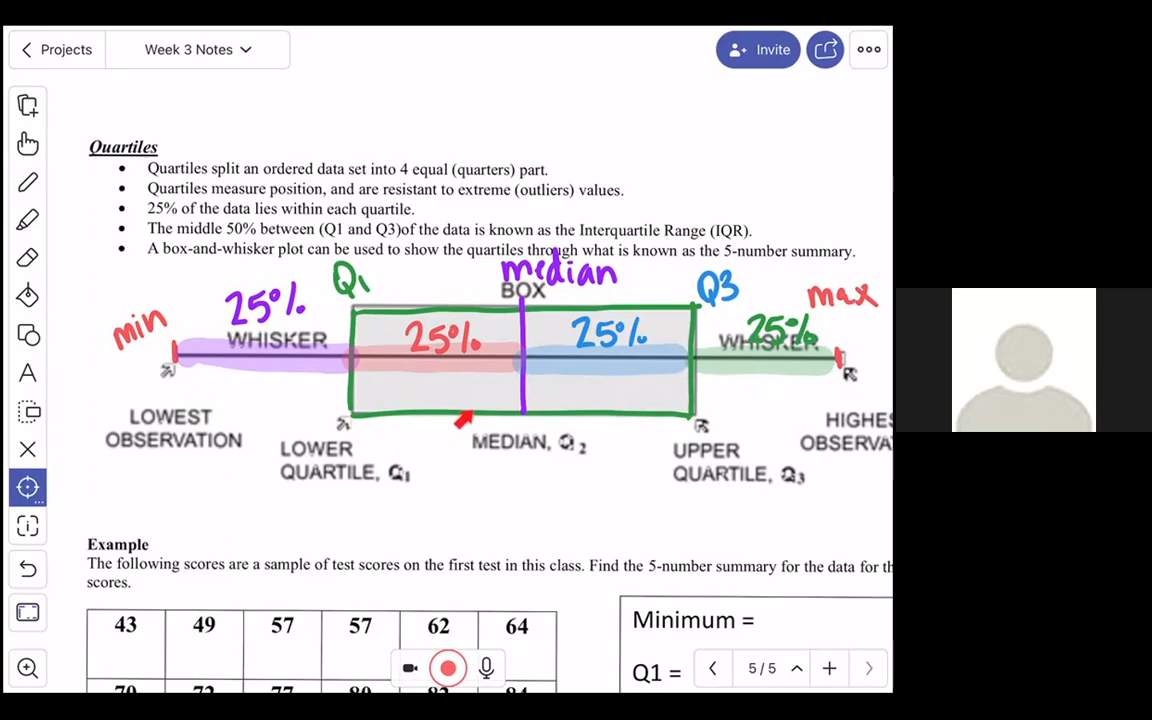 Projects
Week 3 Notes
Invite
Quartiles
• Quartiles split an ordered data set into 4 equal (quarters) part.
• Quartiles measure position, and are resistant to extreme (outliers) values.
• 25% of the data lies within each quartile.
• The middle 50% between (Q1 and Q3)of the data is known as the Interquartile Range (IQR).
• A box-and-whisker plot can be used to show the quartiles through what is known as the 5-number summary.
Q1
median
Q3
BOX
max
min
25%
25%
25%
25%
WHISKER
WHISKER
LOWEST
OBSERVATION
LOWER
QUARTILE, Q1
MEDIAN, Q2
UPPER
QUARTILE, Q3
HIGHES
OBSERVA
Example
The following scores are a sample of test scores on the first test in this class. Find the 5-number summary for the data for
scores.
43 49 57 57 62 64
Minimum =
Q1 =
5/5